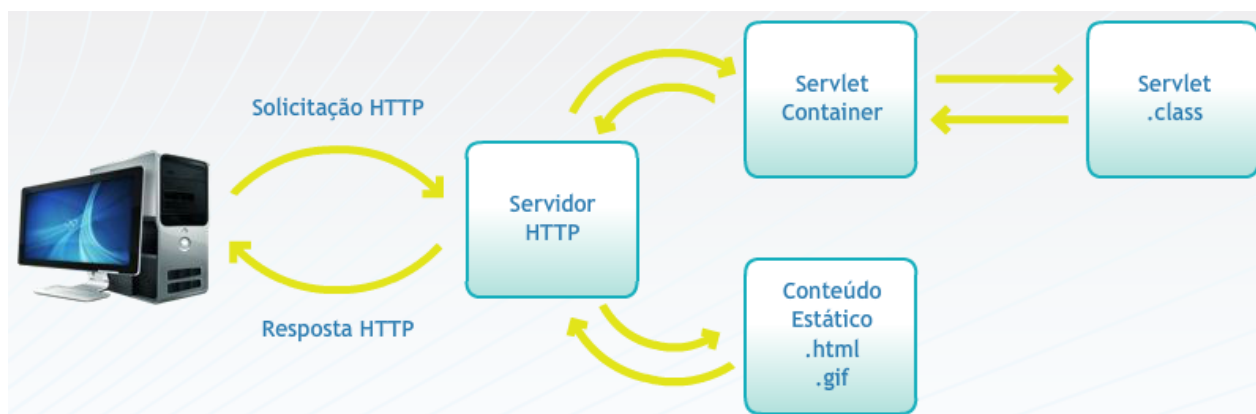 Solicitação HTTP
Resposta HTTP
Servidor
HTTP
Servlet
Container
Servlet
.class
Conteúdo
Estático
.html
.gif